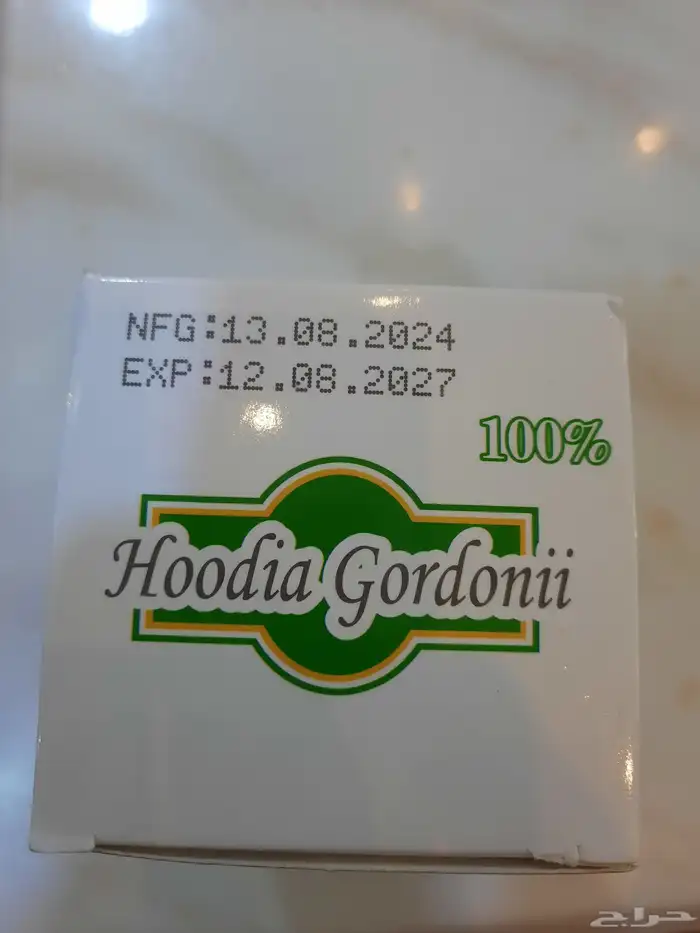 NFG:13.08.2024
EXP:12.08.2027
100%
Hoodia Gordonii
حراج